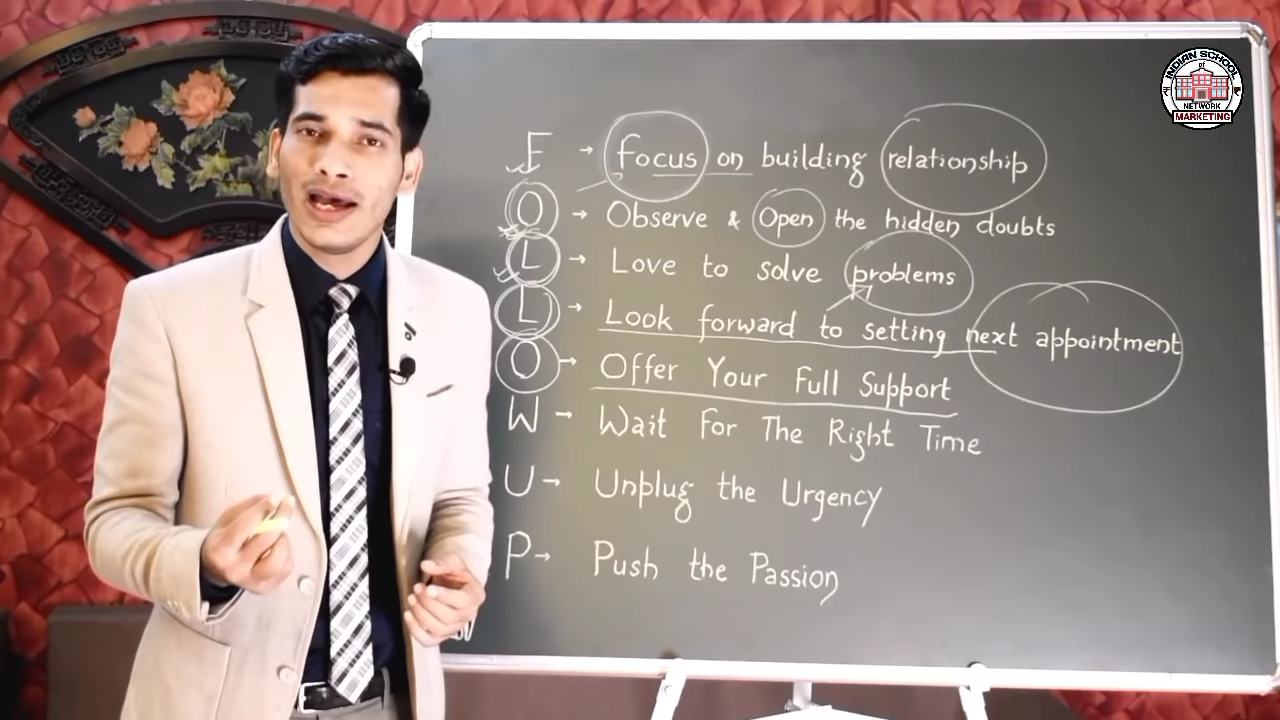 INDIAN SCHOOL
of
NETWORK
MARKETING
F → focus on building relationship
O → Observe & Open the hidden doubts
L → Love to solve problems
L → Look forward to setting next appointment
O → Offer Your Full Support
W → Wait For The Right Time
U → Unplug the Urgency
P → Push the Passion